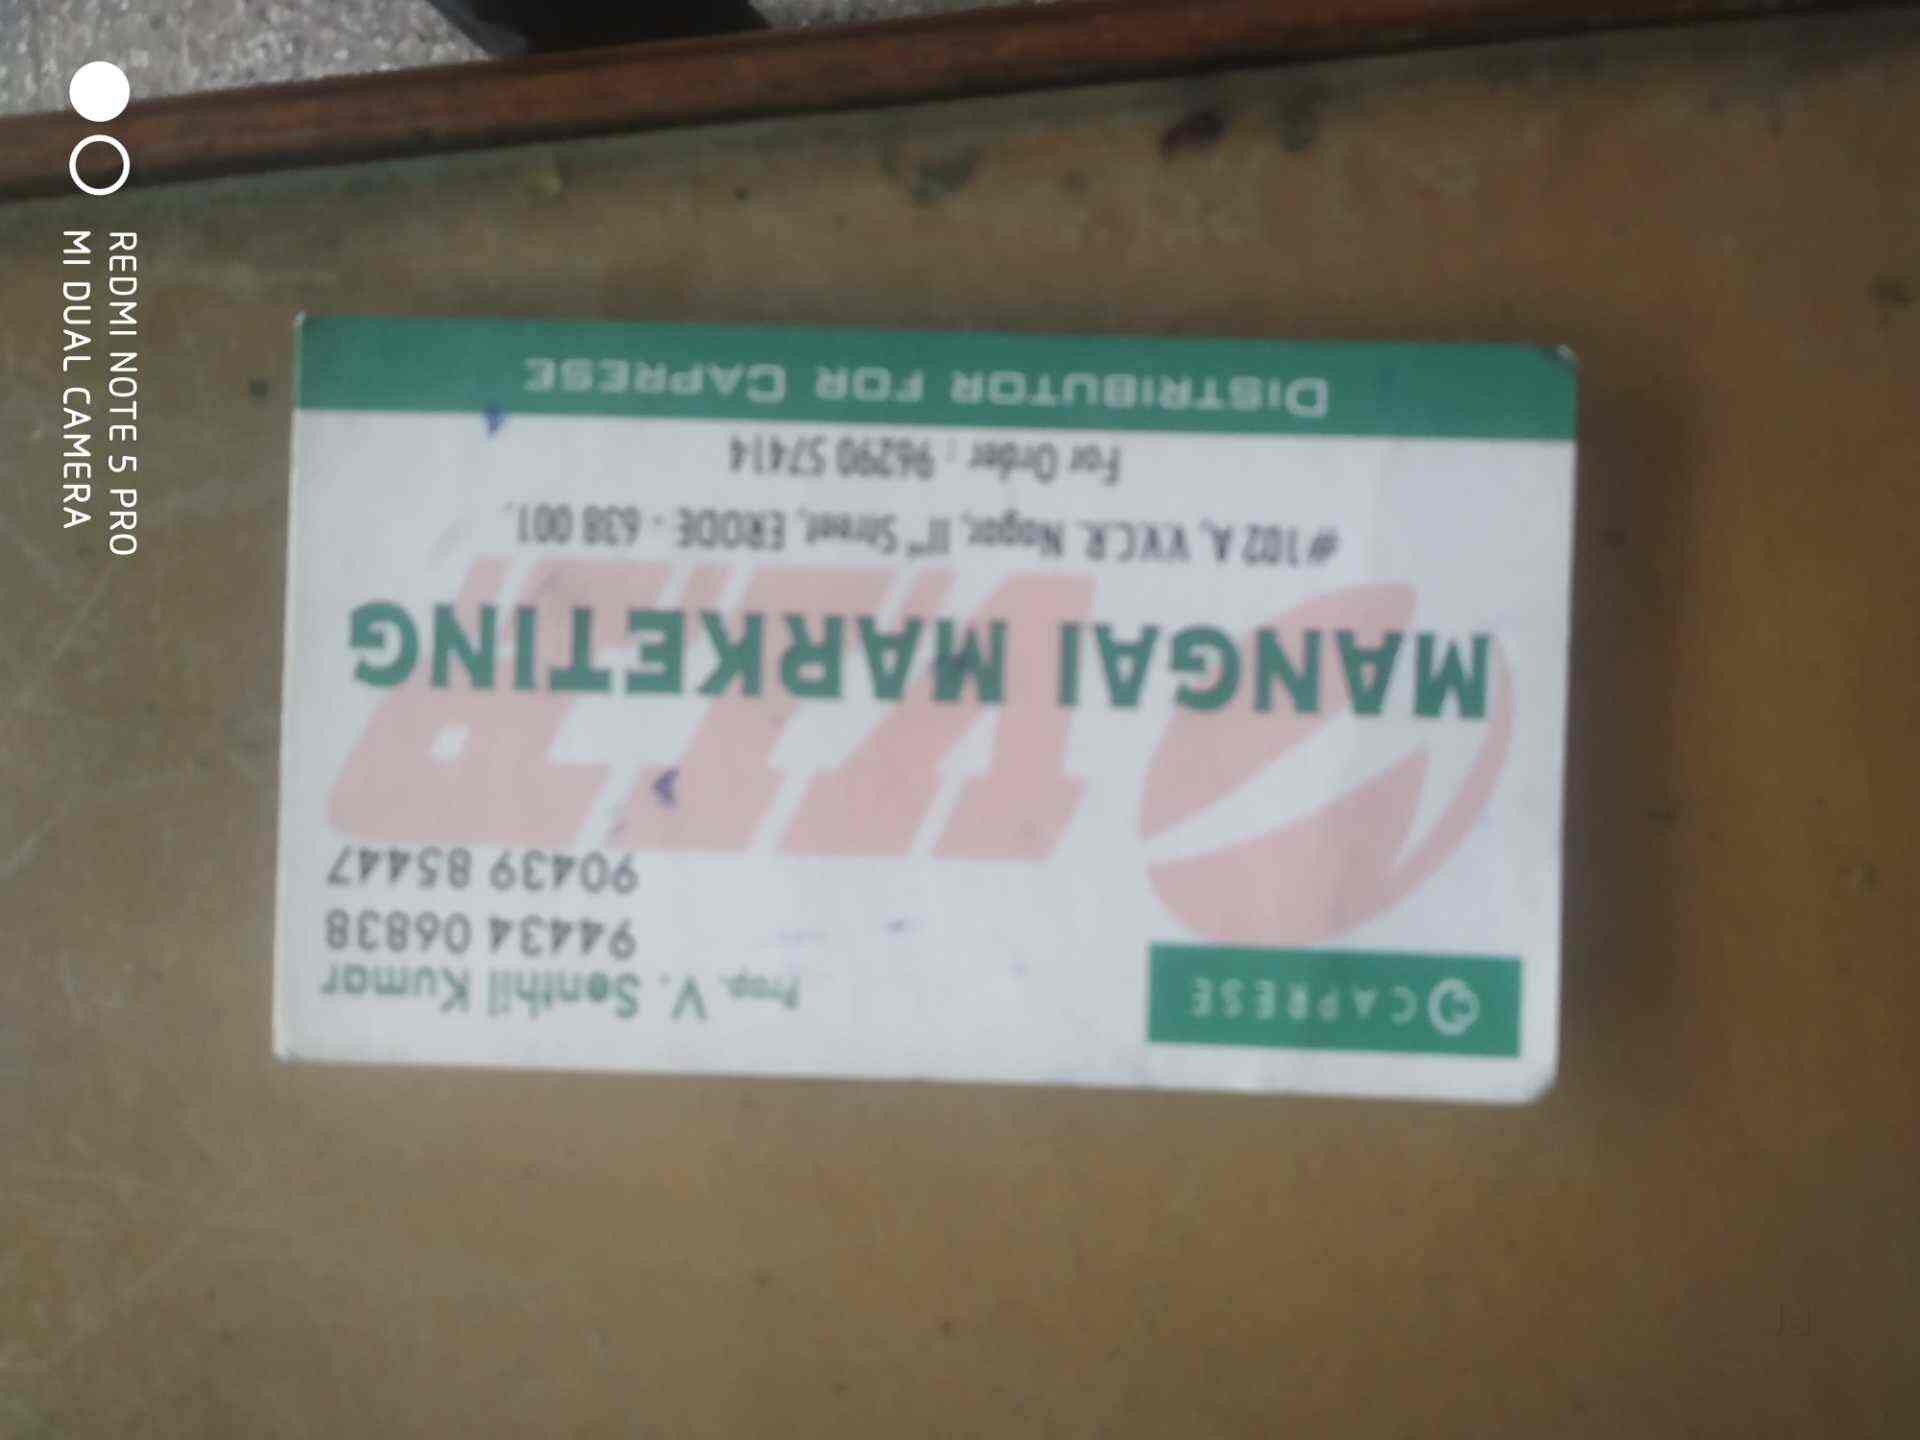 CAPRESE
Prop. V. Senthil Kumar
94434 06838
90439 85447
MANGAI MARKETING
#102 A, V.V.C.R. Nagar, IInd Street, ERODE - 638 001.
For Order : 96290 57414
DISTRIBUTOR FOR CAPRESE
REDMI NOTE 5 PRO
MI DUAL CAMERA